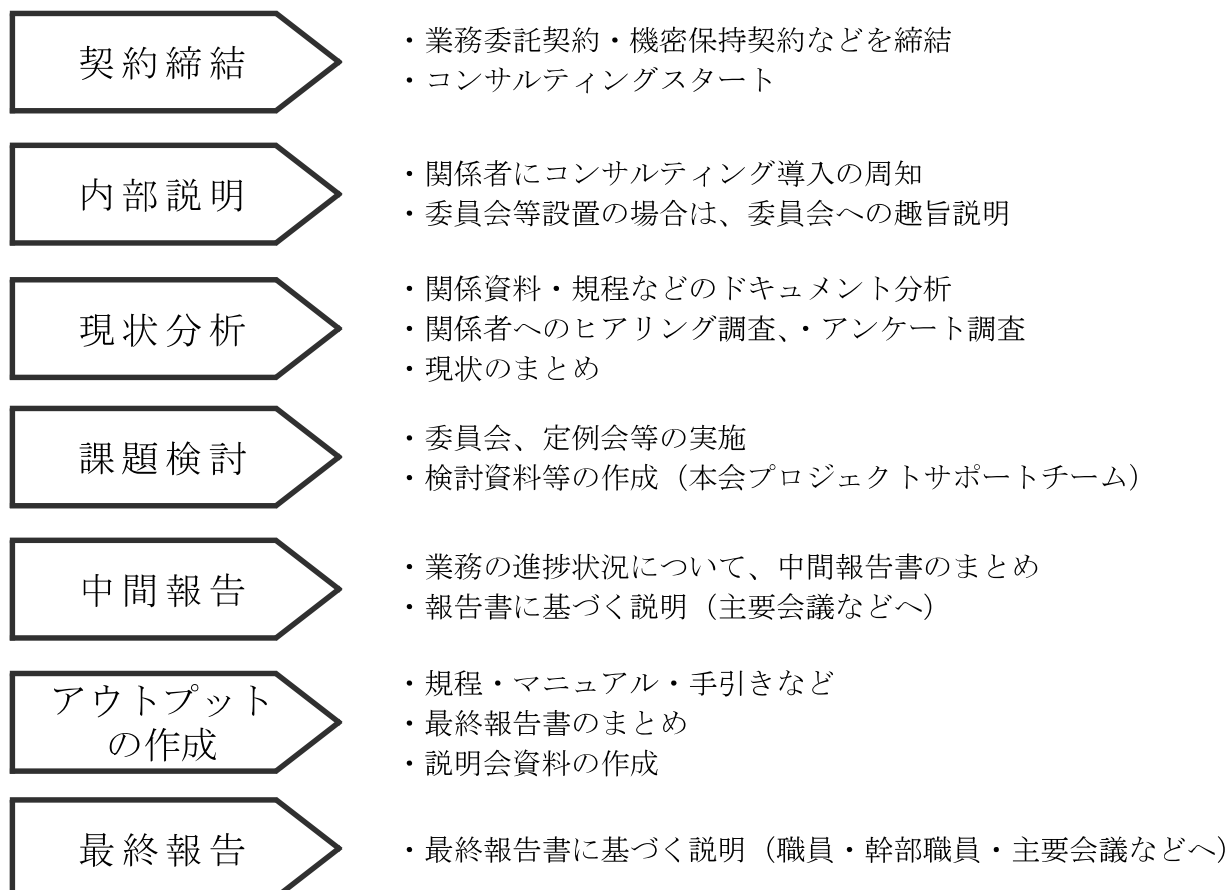 契約締結
・業務委託契約・機密保持契約などを締結
・コンサルティングスタート
内部説明
・関係者にコンサルティング導入の周知
・委員会等設置の場合は、委員会への趣旨説明
現状分析
・関係資料・規程などのドキュメント分析
・関係者へのヒアリング調査、・アンケート調査
・現状のまとめ
課題検討
・委員会、定例会等の実施
・検討資料等の作成（本会プロジェクトサポートチーム）
中間報告
・業務の進捗状況について、中間報告書のまとめ
・報告書に基づく説明（主要会議などへ）
アウトプット
の作成
・規程・マニュアル・手引きなど
・最終報告書のまとめ
・説明会資料の作成
最終報告
・最終報告書に基づく説明（職員・幹部職員・主要会議などへ）